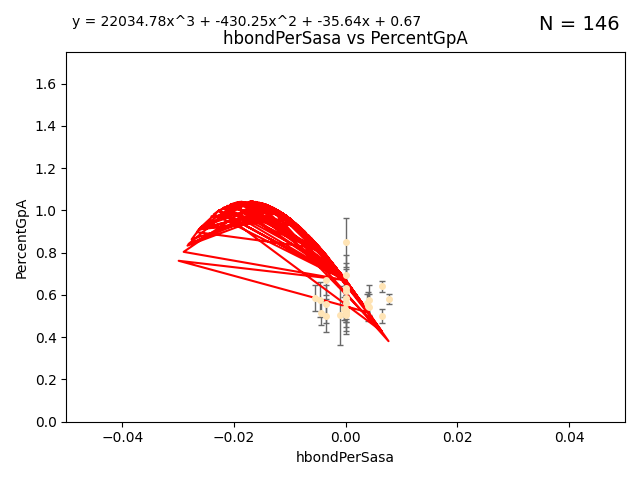 y = 22034.78x^3 + -430.25x^2 + -35.64x + 0.67
N = 146
hbondPerSasa vs PercentGpA
PercentGpA
1.6
1.4
1.2
1.0
0.8
0.6
0.4
0.2
0.0
−0.04 −0.02 0.00 0.02 0.04
hbondPerSasa